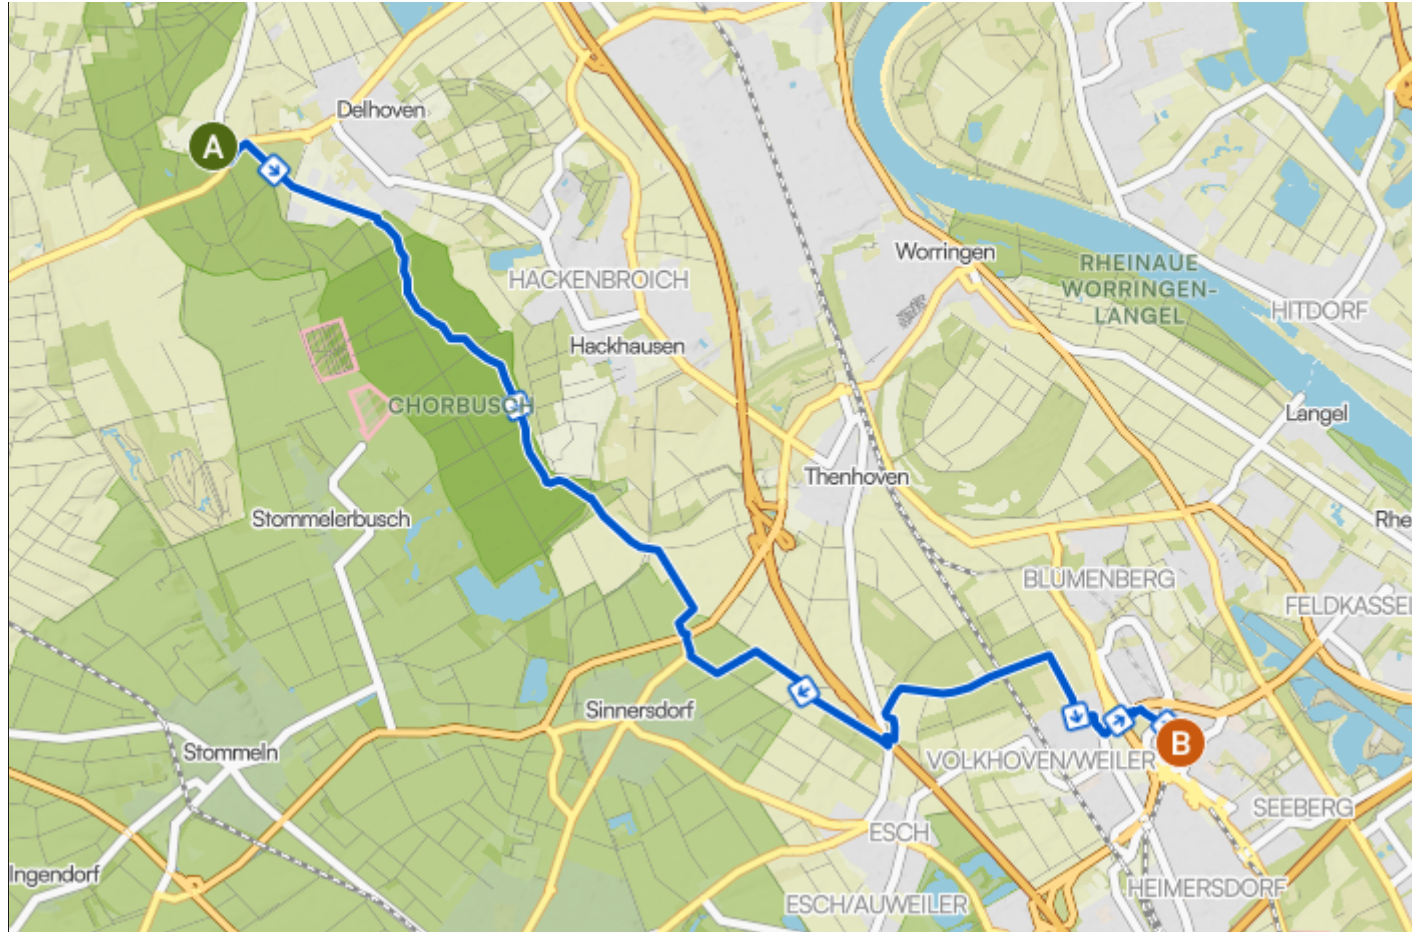 Delhoven
A
Worringen
RHEINAUE
WORRINGEN-
LANGEL
HACKENBROICH
HITDORF
Hackhausen
CHORBUSCH
Langel
Thenhoven
Stommelerbusch
Rhe
BLUMENBERG
FELDKASSEL
Sinnersdorf
Stommeln
B
VOLKHOVEN/WEILER
SEEBERG
ESCH
Ingendorf
HEIMERSDORF
ESCH/AUWEILER